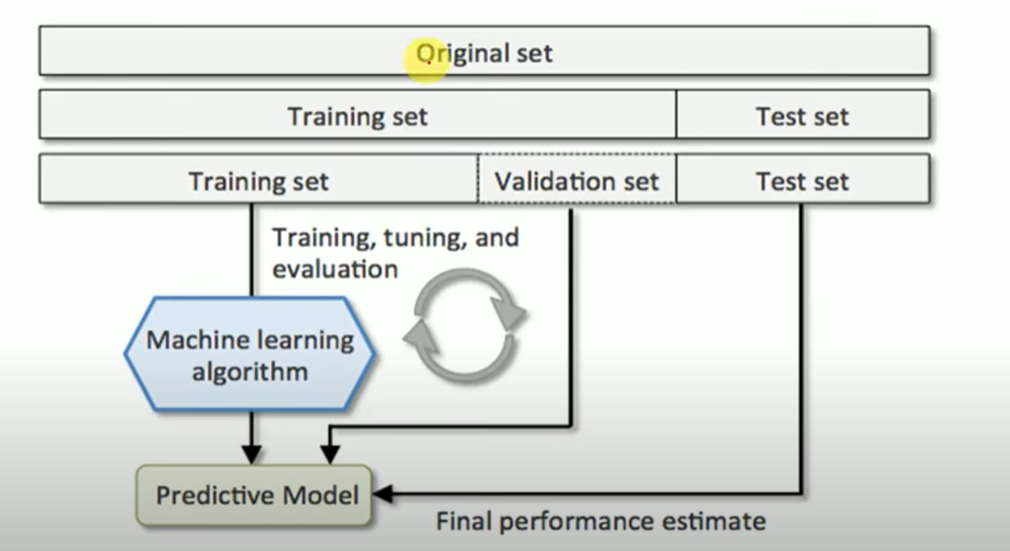 Original set
Training set
Test set
Training set
Validation set
Test set
Training, tuning, and
evaluation
Machine learning
algorithm
Predictive Model
Final performance estimate